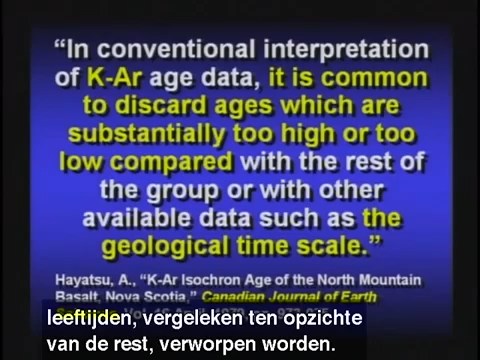 “In conventional interpretation
of K-Ar age data, it is common
to discard ages which are
substantially too high or too
low compared with the rest of
the group or with other
available data such as the
geological time scale.”
Hayatsu, A., “K-Ar Isochron Age of the North Mountain
Basalt, Nova Scotia,” Canadian Journal of Earth
leeftijden, vergeleken ten opzichte
van de rest, verworpen worden.